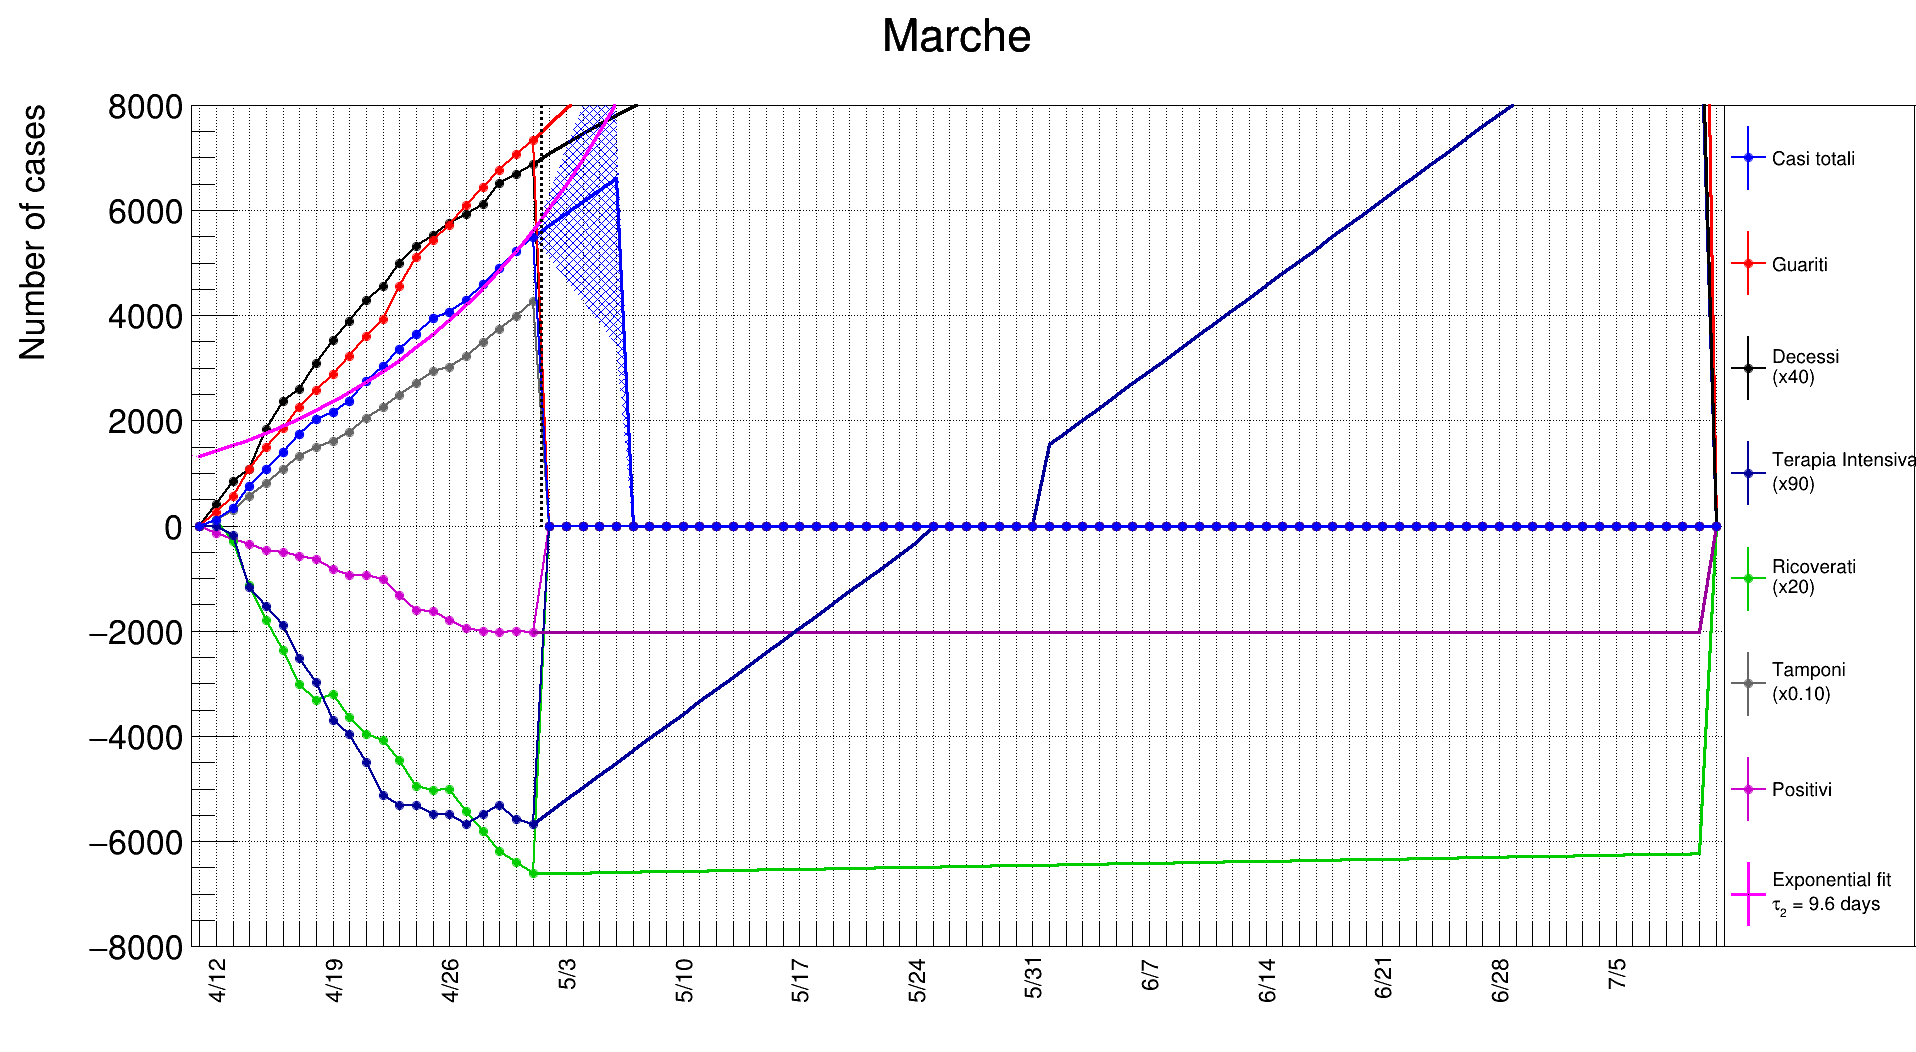 Marche
Number of cases
8000
6000
4000
2000
0
−2000
−4000
−6000
−8000
4/12
4/19
4/26
5/3
5/10
5/17
5/24
5/31
6/7
6/14
6/21
6/28
7/5
Casi totali
Guariti
Decessi
(x40)
Terapia Intensiva
(x90)
Ricoverati
(x20)
Tamponi
(x0.10)
Positivi
Exponential fit
τ2 = 9.6 days